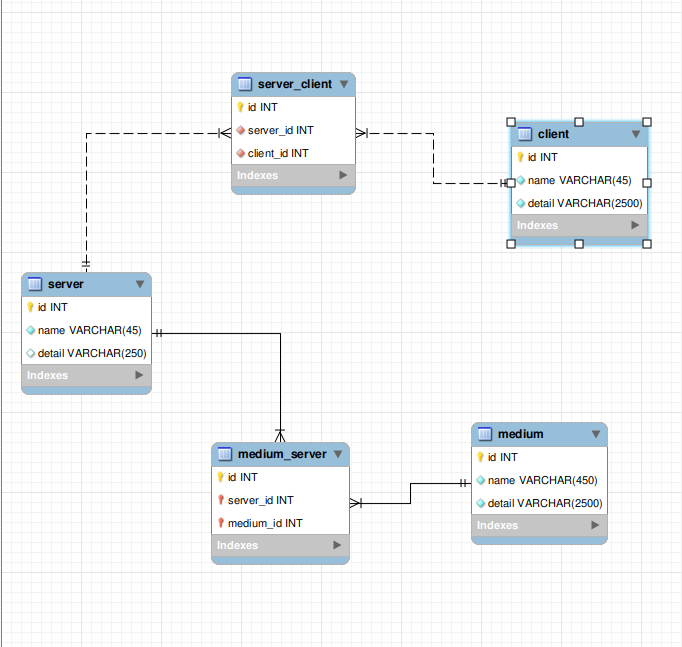 server_client
id INT
server_id INT
client_id INT
Indexes
client
id INT
name VARCHAR(45)
detail VARCHAR(2500)
Indexes
server
id INT
name VARCHAR(45)
detail VARCHAR(250)
Indexes
medium_server
id INT
server_id INT
medium_id INT
Indexes
medium
id INT
name VARCHAR(450)
detail VARCHAR(2500)
Indexes